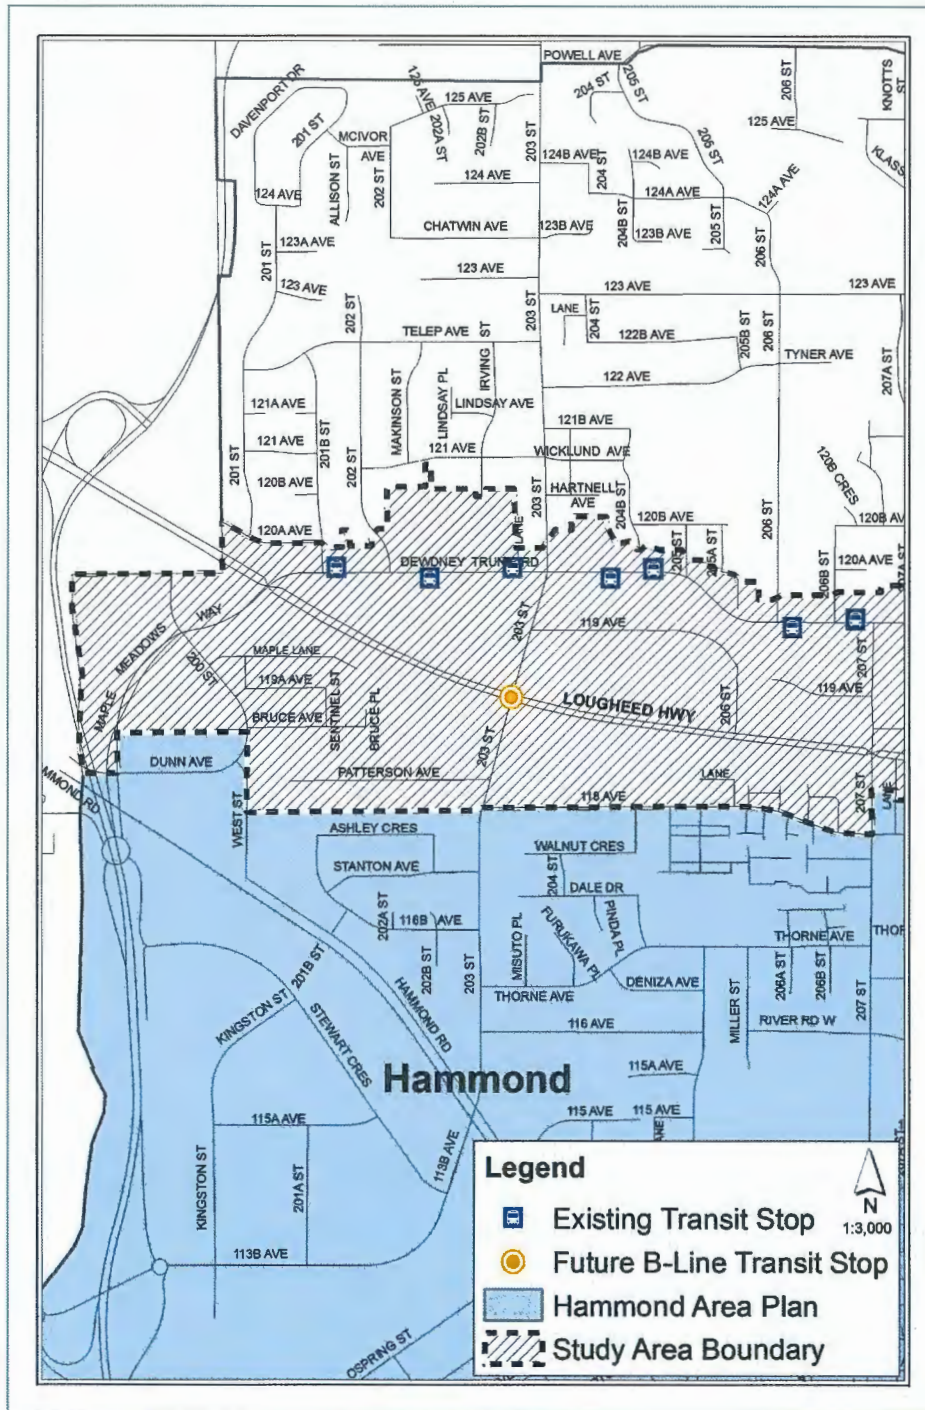 POWELL AVE
DAVENPORT DR
201 ST
MCIVOR
AVE
125 AVE
125 AVE
202A ST
202B ST
203 ST
204 ST
205 ST
206 ST
KNOTTS
ST
125 AVE
KLASS
124 AVE
ALLISON ST
202 ST
124 AVE
124B AVE
204 ST
124B AVE
206 ST
124A AVE
124A AVE
CHATWIN AVE
123B AVE
204B ST
123B AVE
205 ST
206 ST
201 ST
123A AVE
123 AVE
123 AVE
123 AVE
123 AVE
202 ST
TELEP AVE
IRVING
ST
203 ST
LANE
204 ST
122B AVE
205B ST
206 ST
TYNER AVE
207A ST
122 AVE
MAKINSON ST
LINDSAY PL
LINDSAY AVE
121A AVE
121 AVE
201 ST
201B ST
202 ST
120B AVE
121 AVE
121B AVE
WICKLUND AVE
HARTNELL
AVE
203 ST
204B ST
206 ST
120B CRES
120A AVE
LANE
120B AVE
120B AV
DEWDNEY TRUNK RD
205 ST
205A ST
206B ST
120A AVE
07A ST
MAPLE MEADOWS WAY
200 ST
203 ST
119 AVE
MAPLE LANE
119A AVE
SENTINEL ST
BRUCE PL
BRUCE AVE
LOUGHEED HWY
206 ST
119 AVE
207 ST
203 ST
DUNN AVE
PATTERSON AVE
LANE
118 AVE
207 ST
LANE
MMOND RD
WEST ST
ASHLEY CRES
STANTON AVE
WALNUT CRES
204 ST
DALE DR
202A ST
116B AVE
202B ST
203 ST
MISUTO PL
FURUKAWA PL
PINDA PL
THORNE AVE
THOR
206A ST
206B ST
207 ST
201B ST
HAMMOND RD
THORNE AVE
DENIZA AVE
MILLER ST
KINGSTON ST
STEWART CRES
116 AVE
RIVER RD W
Hammond
115A AVE
115A AVE
115 AVE
115 AVE
KINGSTON ST
201A ST
113B AVE
113B AVE
OSPRING ST
Legend
Existing Transit Stop
Future B-Line Transit Stop
Hammond Area Plan
Study Area Boundary
N
1:3,000